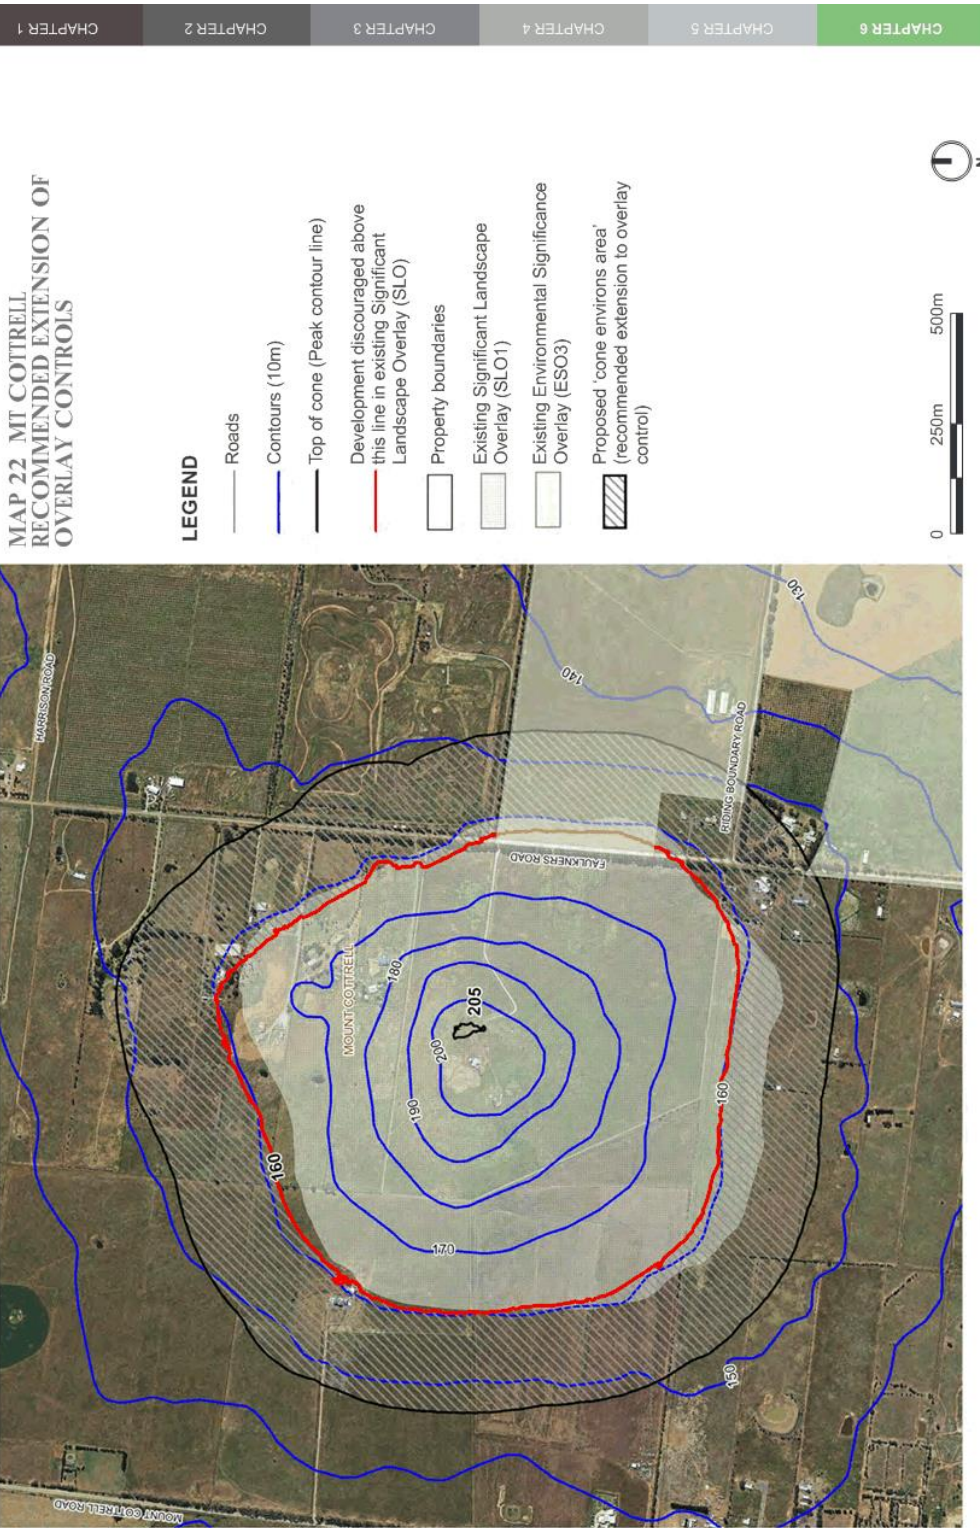 CHAPTER 1
CHAPTER 2
CHAPTER 3
CHAPTER 4
CHAPTER 5
CHAPTER 6
MAP 22 MT COTTRELL
RECOMMENDED EXTENSION OF
OVERLAY CONTROLS
LEGEND
Roads
Contours (10m)
Top of cone (Peak contour line)
Development discouraged above
this line in existing Significant
Landscape Overlay (SLO)
Property boundaries
Existing Significant Landscape
Overlay (SLO1)
Existing Environmental Significance
Overlay (ESO3)
Proposed 'cone environs area'
(recommended extension to overlay
control)
0 250m 500m
N
HARRISON ROAD
130
140
RIDING BOUNDARY ROAD
FAULKNERS ROAD
MOUNT COTTRELL
180
205
200
190
160
160
170
150
MOUNT COTTRELL ROAD